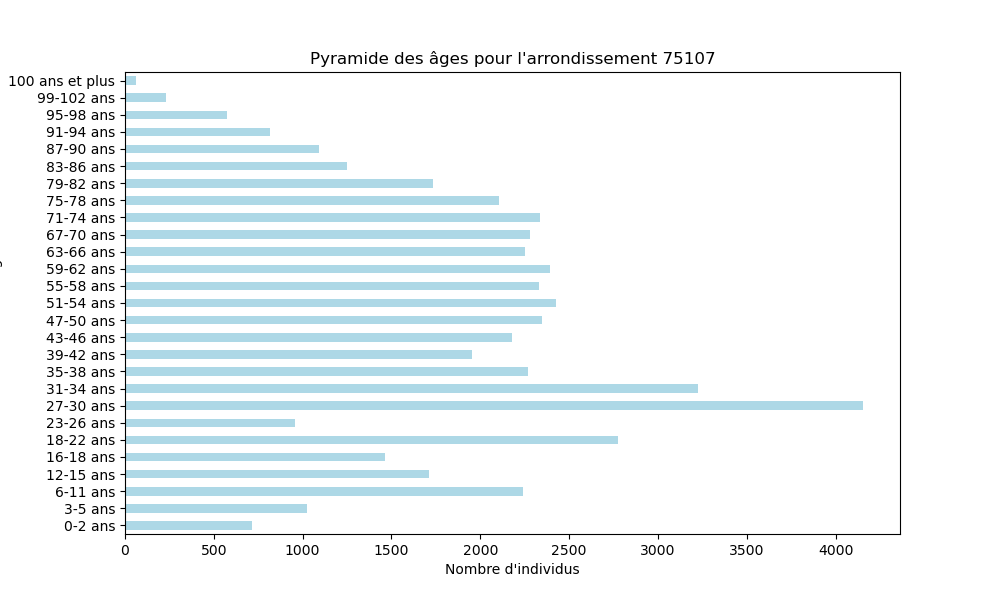 Pyramide des âges pour l'arrondissement 75107
100 ans et plus
99-102 ans
95-98 ans
91-94 ans
87-90 ans
83-86 ans
79-82 ans
75-78 ans
71-74 ans
67-70 ans
63-66 ans
59-62 ans
55-58 ans
51-54 ans
47-50 ans
43-46 ans
39-42 ans
35-38 ans
31-34 ans
27-30 ans
23-26 ans
18-22 ans
16-18 ans
12-15 ans
6-11 ans
3-5 ans
0-2 ans
0 500 1000 1500 2000 2500 3000 3500 4000
Nombre d'individus